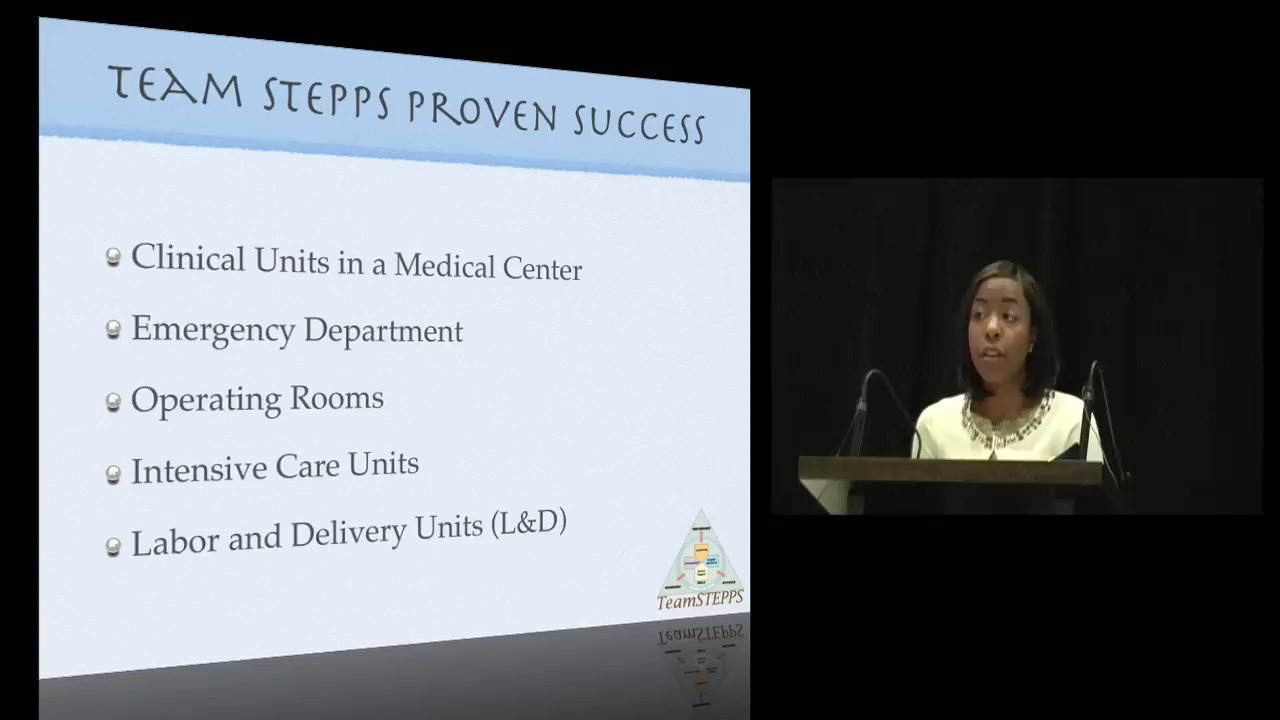 TEAM STEPPS PROVEN SUCCESS
Clinical Units in a Medical Center
Emergency Department
Operating Rooms
Intensive Care Units
Labor and Delivery Units (L&D)
TeamSTEPPS